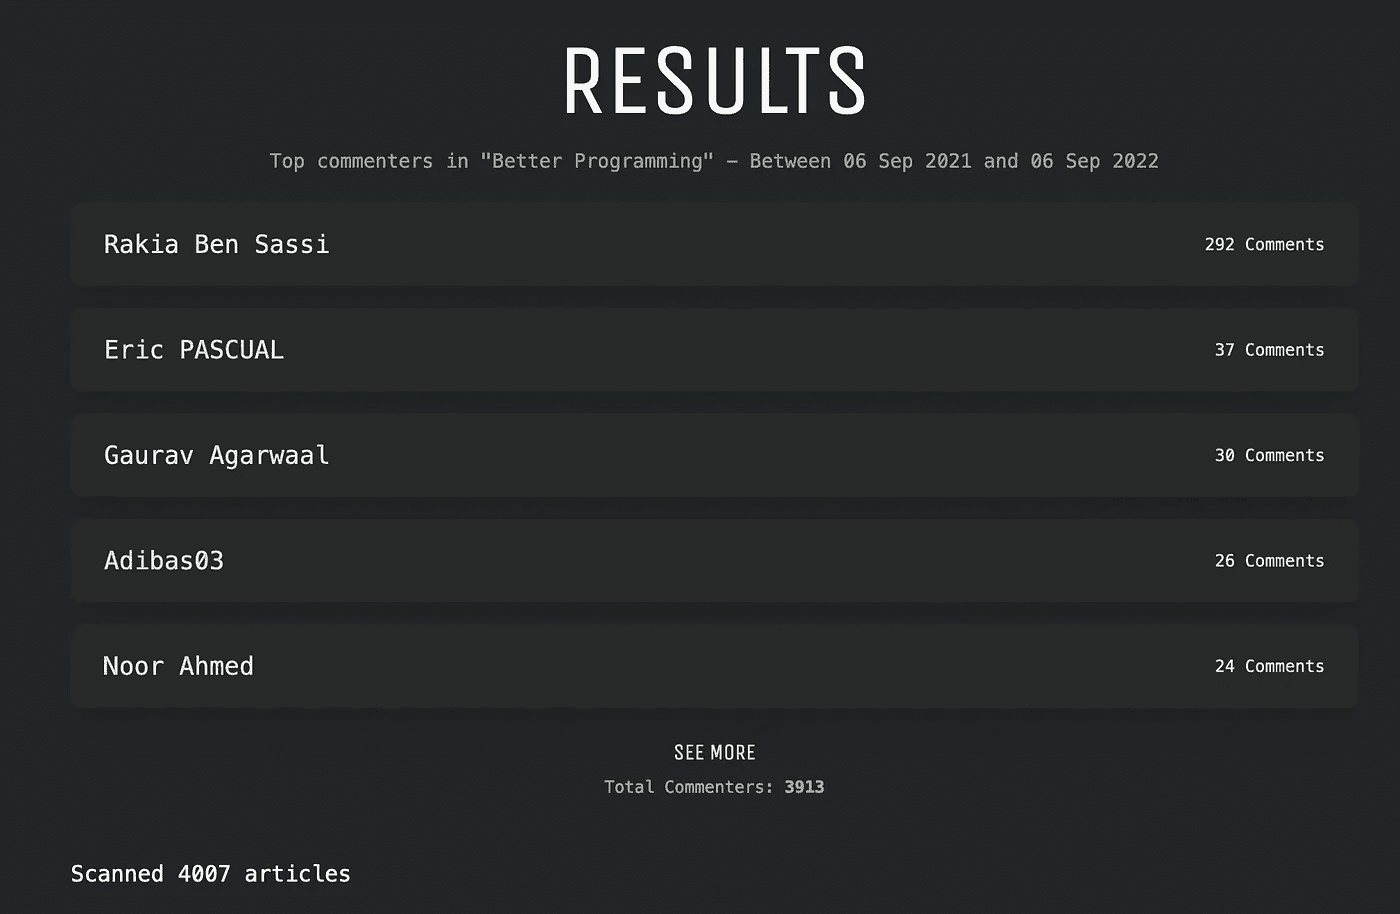 RESULTS
Top commenters in "Better Programming" – Between 06 Sep 2021 and 06 Sep 2022
Rakia Ben Sassi 292 Comments
Eric PASCUAL 37 Comments
Gaurav Agarwaal 30 Comments
Adibas03 26 Comments
Noor Ahmed 24 Comments
SEE MORE
Total Commenters: 3913
Scanned 4007 articles